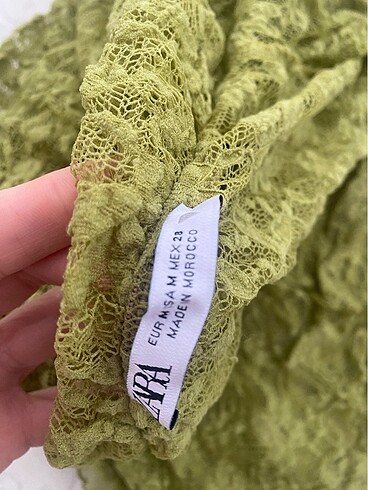 ZARA
EUR M USA M MEX 28
MADE IN MOROCCO